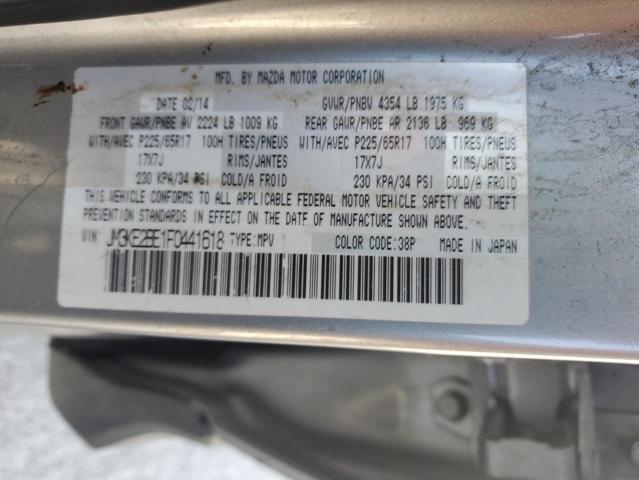 MFD. BY MAZDA MOTOR CORPORATION
DATE 02/14 GVWR/PNBV 4354 LB 1975 KG
FRONT GAWR/PNBE AV 2224 LB 1009 KG REAR GAWR/PNBE AR 2136 LB 969 KG
WITH/AVEC P225/65R17 100H TIRES/PNEUS WITH/AVEC P225/65R17 100H TIRES/PNEUS
17X7J RIMS/JANTES 17X7J RIMS/JANTES
230 KPA/34 PSI COLD/A FROID 230 KPA/34 PSI COLD/A FROID
THIS VEHICLE CONFORMS TO ALL APPLICABLE FEDERAL MOTOR VEHICLE SAFETY AND THEFT
PREVENTION STANDARDS IN EFFECT ON THE DATE OF MANUFACTURE SHOWN ABOVE.
VIN: JM3KE2BE1F0441618 TYPE:MPV COLOR CODE:38P MADE IN JAPAN